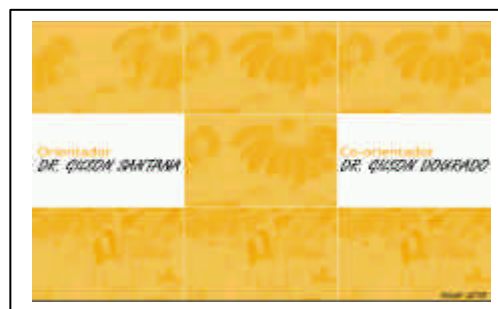 Orientador
DR. GILSON SANTANA
Co-orientador
DR. GILSON DOURADO